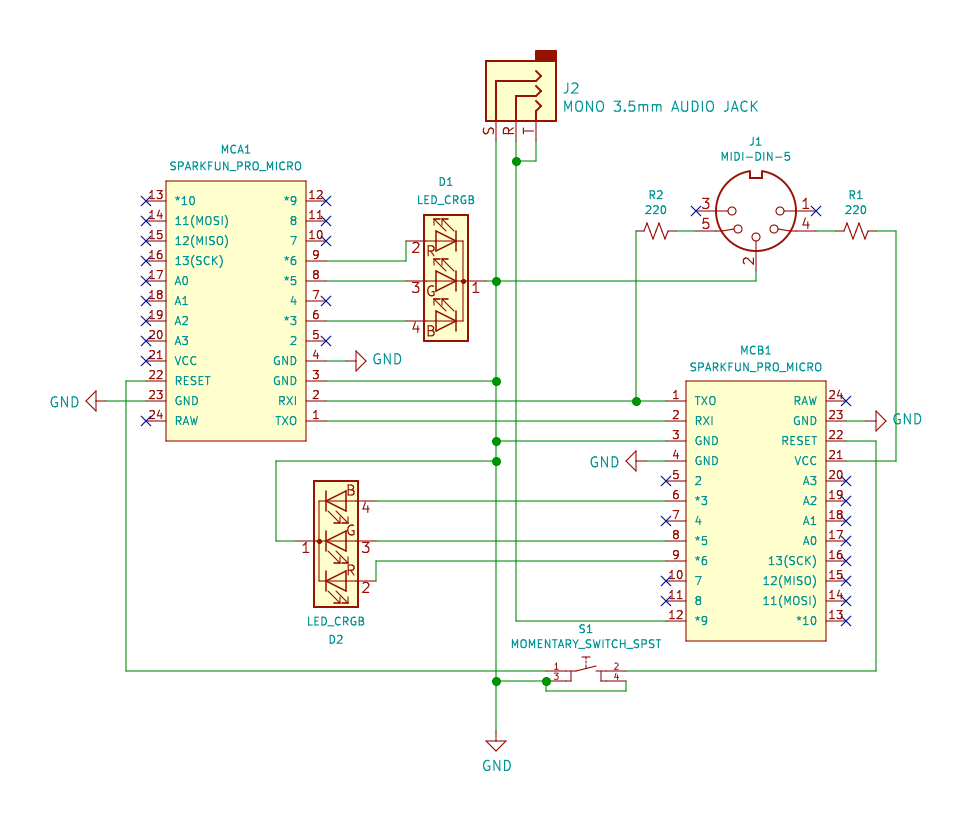 J2
MONO 3.5mm AUDIO JACK
S R T
MCA1
SPARKFUN_PRO_MICRO
13 *10 *9 12
14 11(MOSI) 8 11
15 12(MISO) 7 10
16 13(SCK) *6 9
17 A0 *5 8
18 A1 4 7
19 A2 *3 6
20 A3 2 5
21 VCC GND 4
22 RESET GND 3
23 GND RXI 2
24 RAW TXO 1
GND
GND
D1
LED_CRGB
2 R
3 G 1
4 B
J1
MIDI-DIN-5
3 1
5 4
2
R2
220
R1
220
MCB1
SPARKFUN_PRO_MICRO
1 TXO RAW 24
2 RXI GND 23
3 GND RESET 22
4 GND VCC 21
5 2 A3 20
6 *3 A2 19
7 4 A1 18
8 *5 A0 17
9 *6 13(SCK) 16
10 7 12(MISO) 15
11 8 11(MOSI) 14
12 *9 *10 13
GND
GND
B 4
1 G 3
R 2
LED_CRGB
D2
S1
MOMENTARY_SWITCH_SPST
1 2
3 4
GND